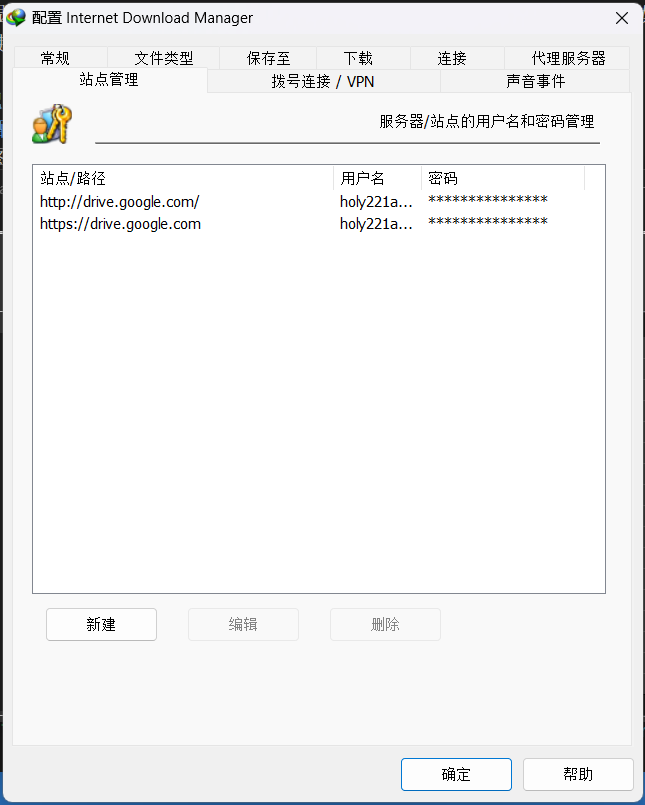 配置 Internet Download Manager
常规 文件类型 保存至 下载 连接 代理服务器
站点管理 拨号连接 / VPN 声音事件
服务器/站点的用户名和密码管理
站点/路径 用户名 密码
http://drive.google.com/ holy221a... ***************
https://drive.google.com holy221a... ***************
新建 编辑 删除
确定 帮助